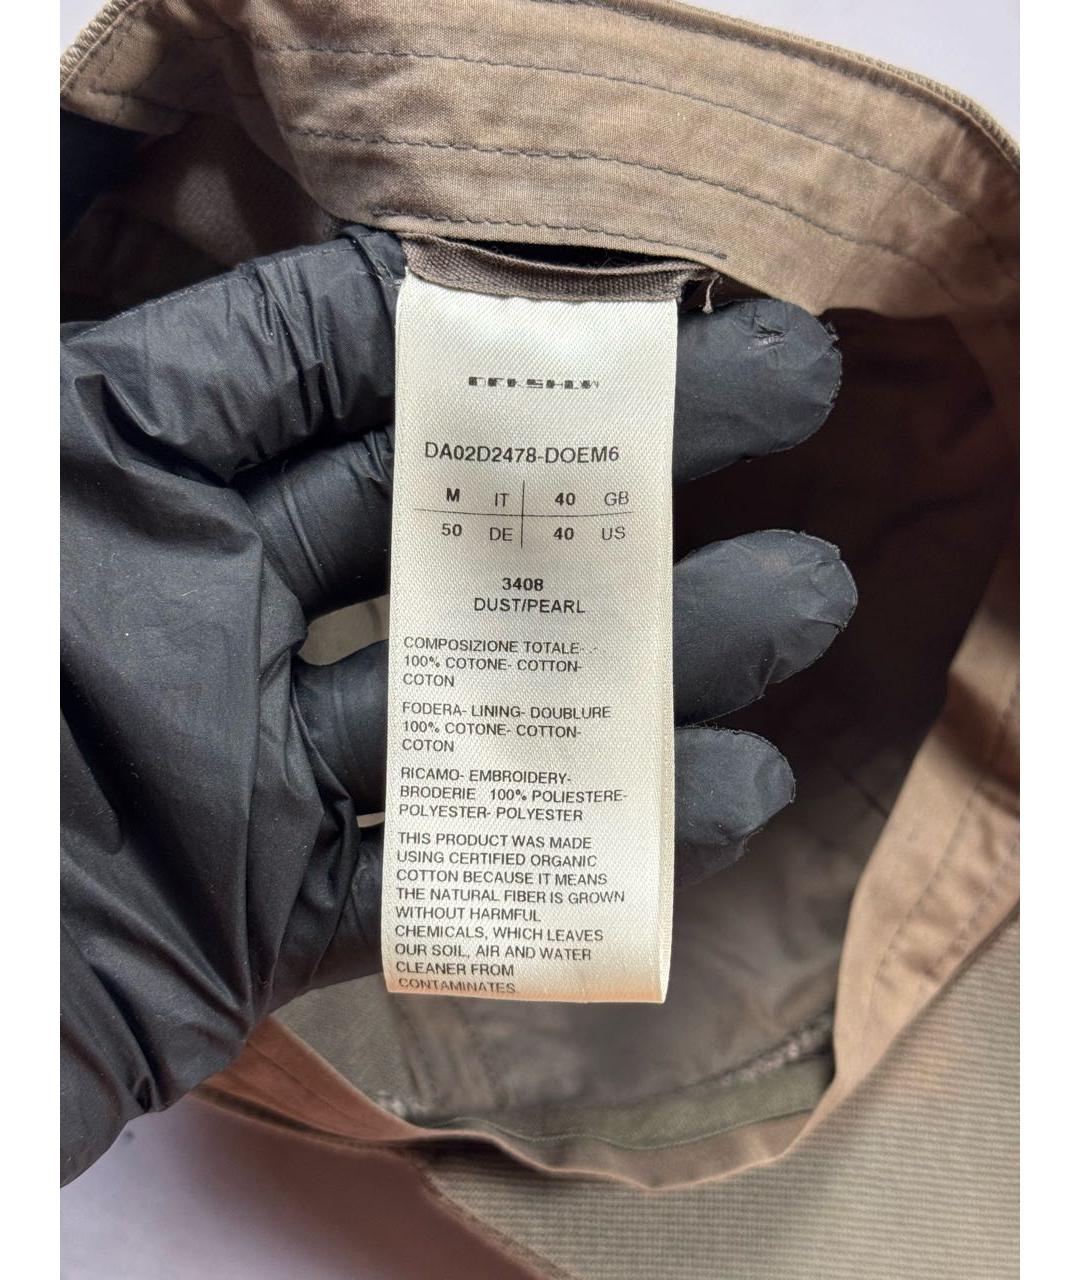 DRKSHDW
DA02D2478-DOEM6
M IT 40 GB
50 DE 40 US
3408
DUST/PEARL
COMPOSIZIONE TOTALE-
100% COTONE- COTTON-
COTON
FODERA- LINING- DOUBLURE
100% COTONE- COTTON-
COTON
RICAMO- EMBROIDERY-
BRODERIE 100% POLIESTERE-
POLYESTER- POLYESTER
THIS PRODUCT WAS MADE
USING CERTIFIED ORGANIC
COTTON BECAUSE IT MEANS
THE NATURAL FIBER IS GROWN
WITHOUT HARMFUL
CHEMICALS, WHICH LEAVES
OUR SOIL, AIR AND WATER
CLEANER FROM
CONTAMINATES.